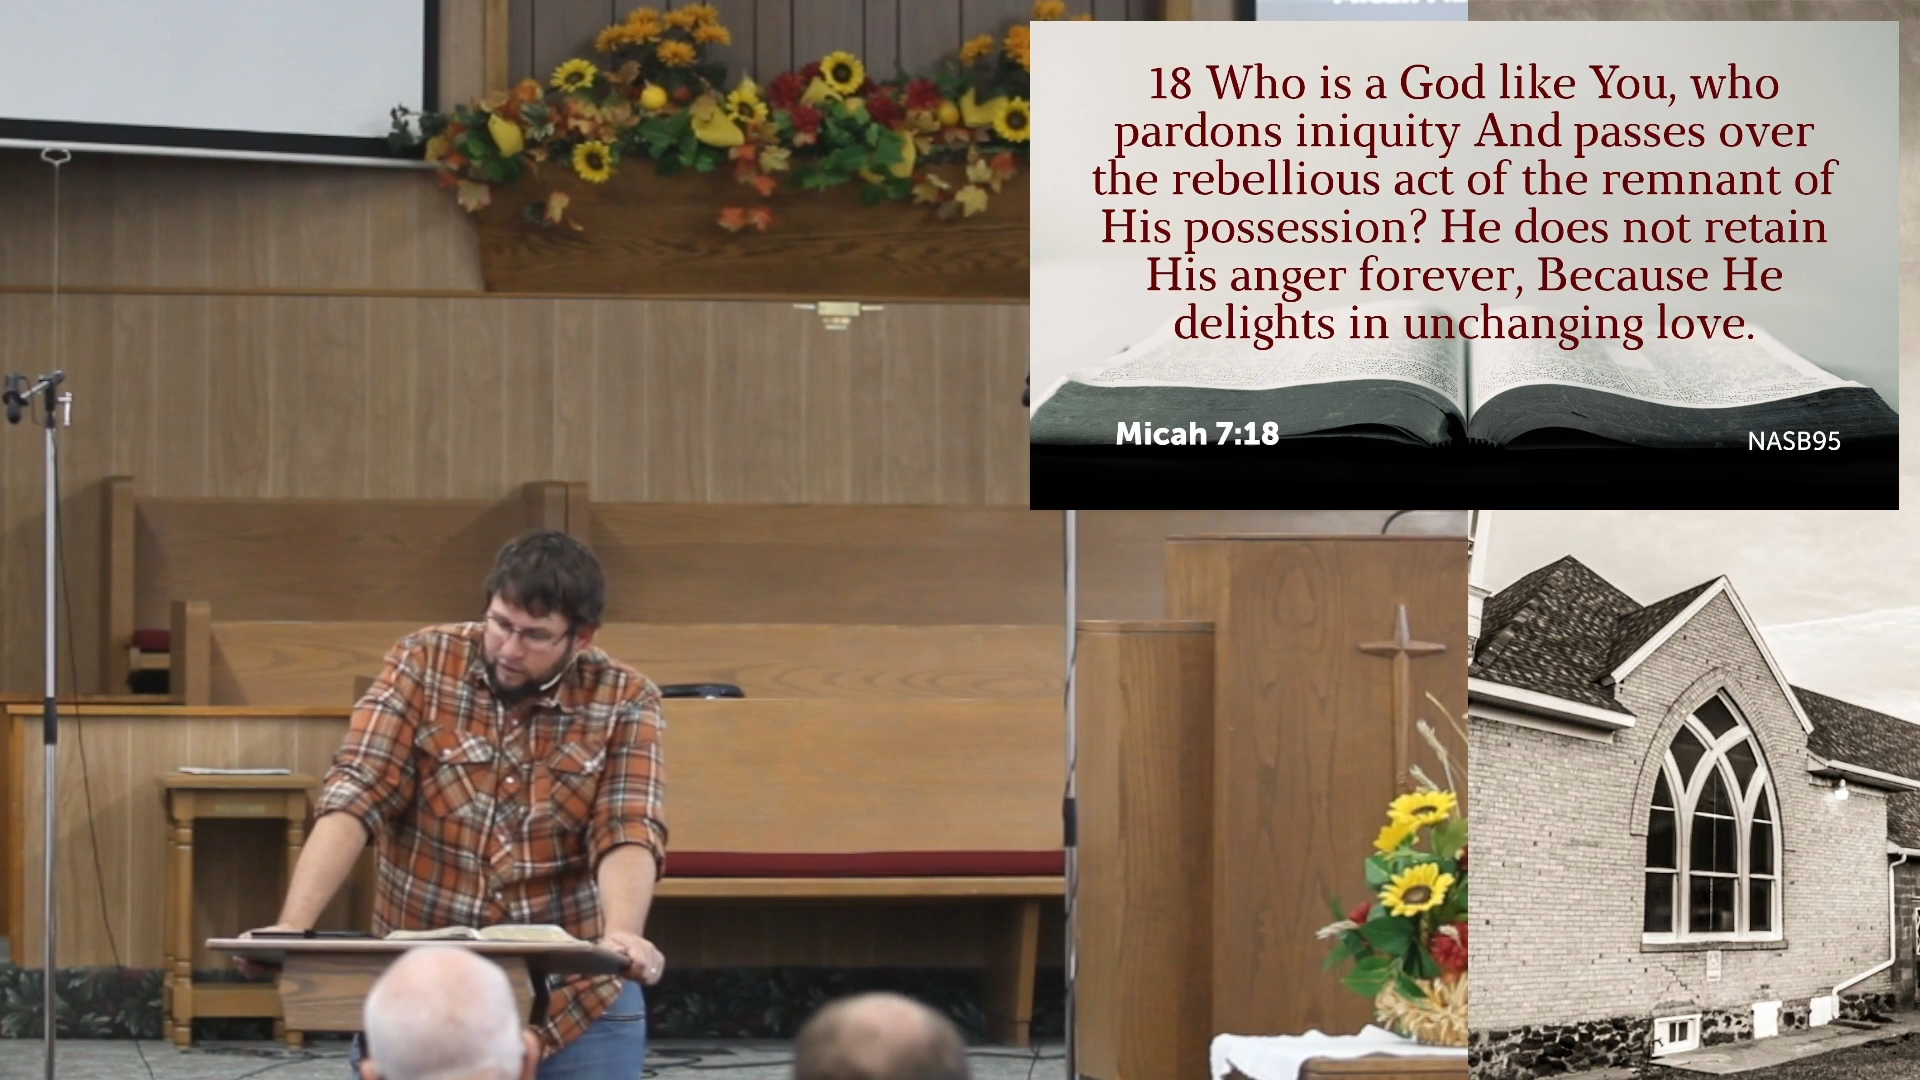 18 Who is a God like You, who
pardons iniquity And passes over
the rebellious act of the remnant of
His possession? He does not retain
His anger forever, Because He
delights in unchanging love.
Micah 7:18
NASB95